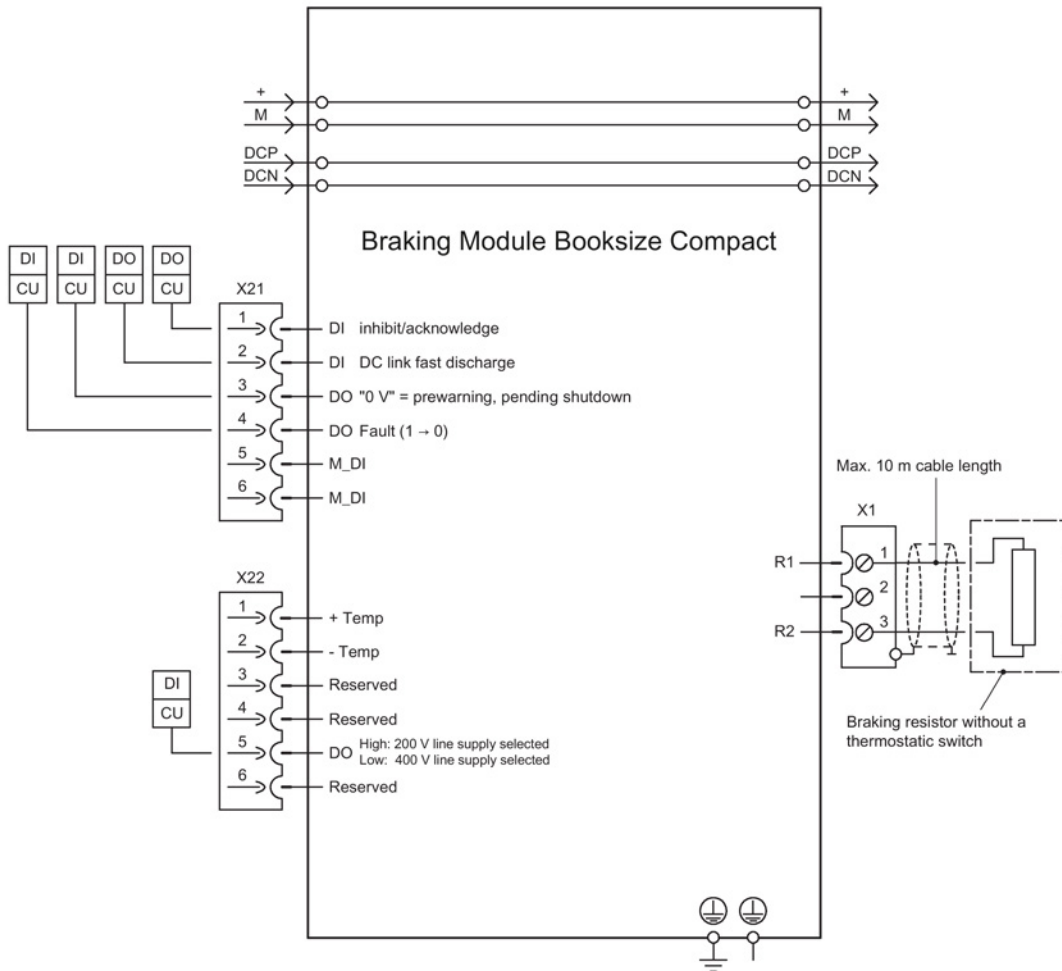 + +
M M
DCP DCP
DCN DCN
Braking Module Booksize Compact
DI DI DO DO
CU CU CU CU
X21
1 DI inhibit/acknowledge
2 DI DC link fast discharge
3 DO "0 V" = prewarning, pending shutdown
4 DO Fault (1 → 0)
5 M_DI
6 M_DI
Max. 10 m cable length
X1
R1 1
2
R2 3
Braking resistor without a
thermostatic switch
X22
1 + Temp
2 - Temp
3 Reserved
4 Reserved
DI
CU
5 DO High: 200 V line supply selected
Low: 400 V line supply selected
6 Reserved